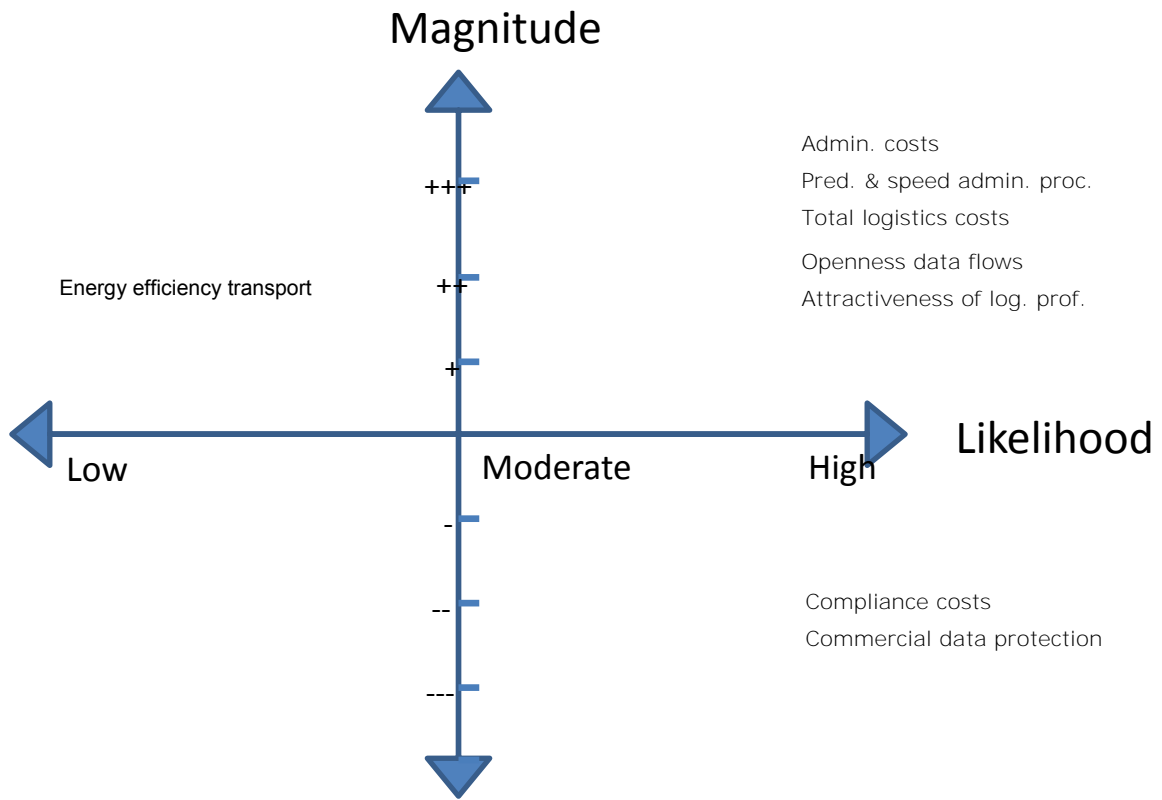 Magnitude
Admin. costs
+++
Pred. & speed admin. proc.
Total logistics costs
Openness data flows
Energy efficiency transport
++
Attractiveness of log. prof.
+
Likelihood
Low
Moderate
High
-
Compliance costs
--
Commercial data protection
---